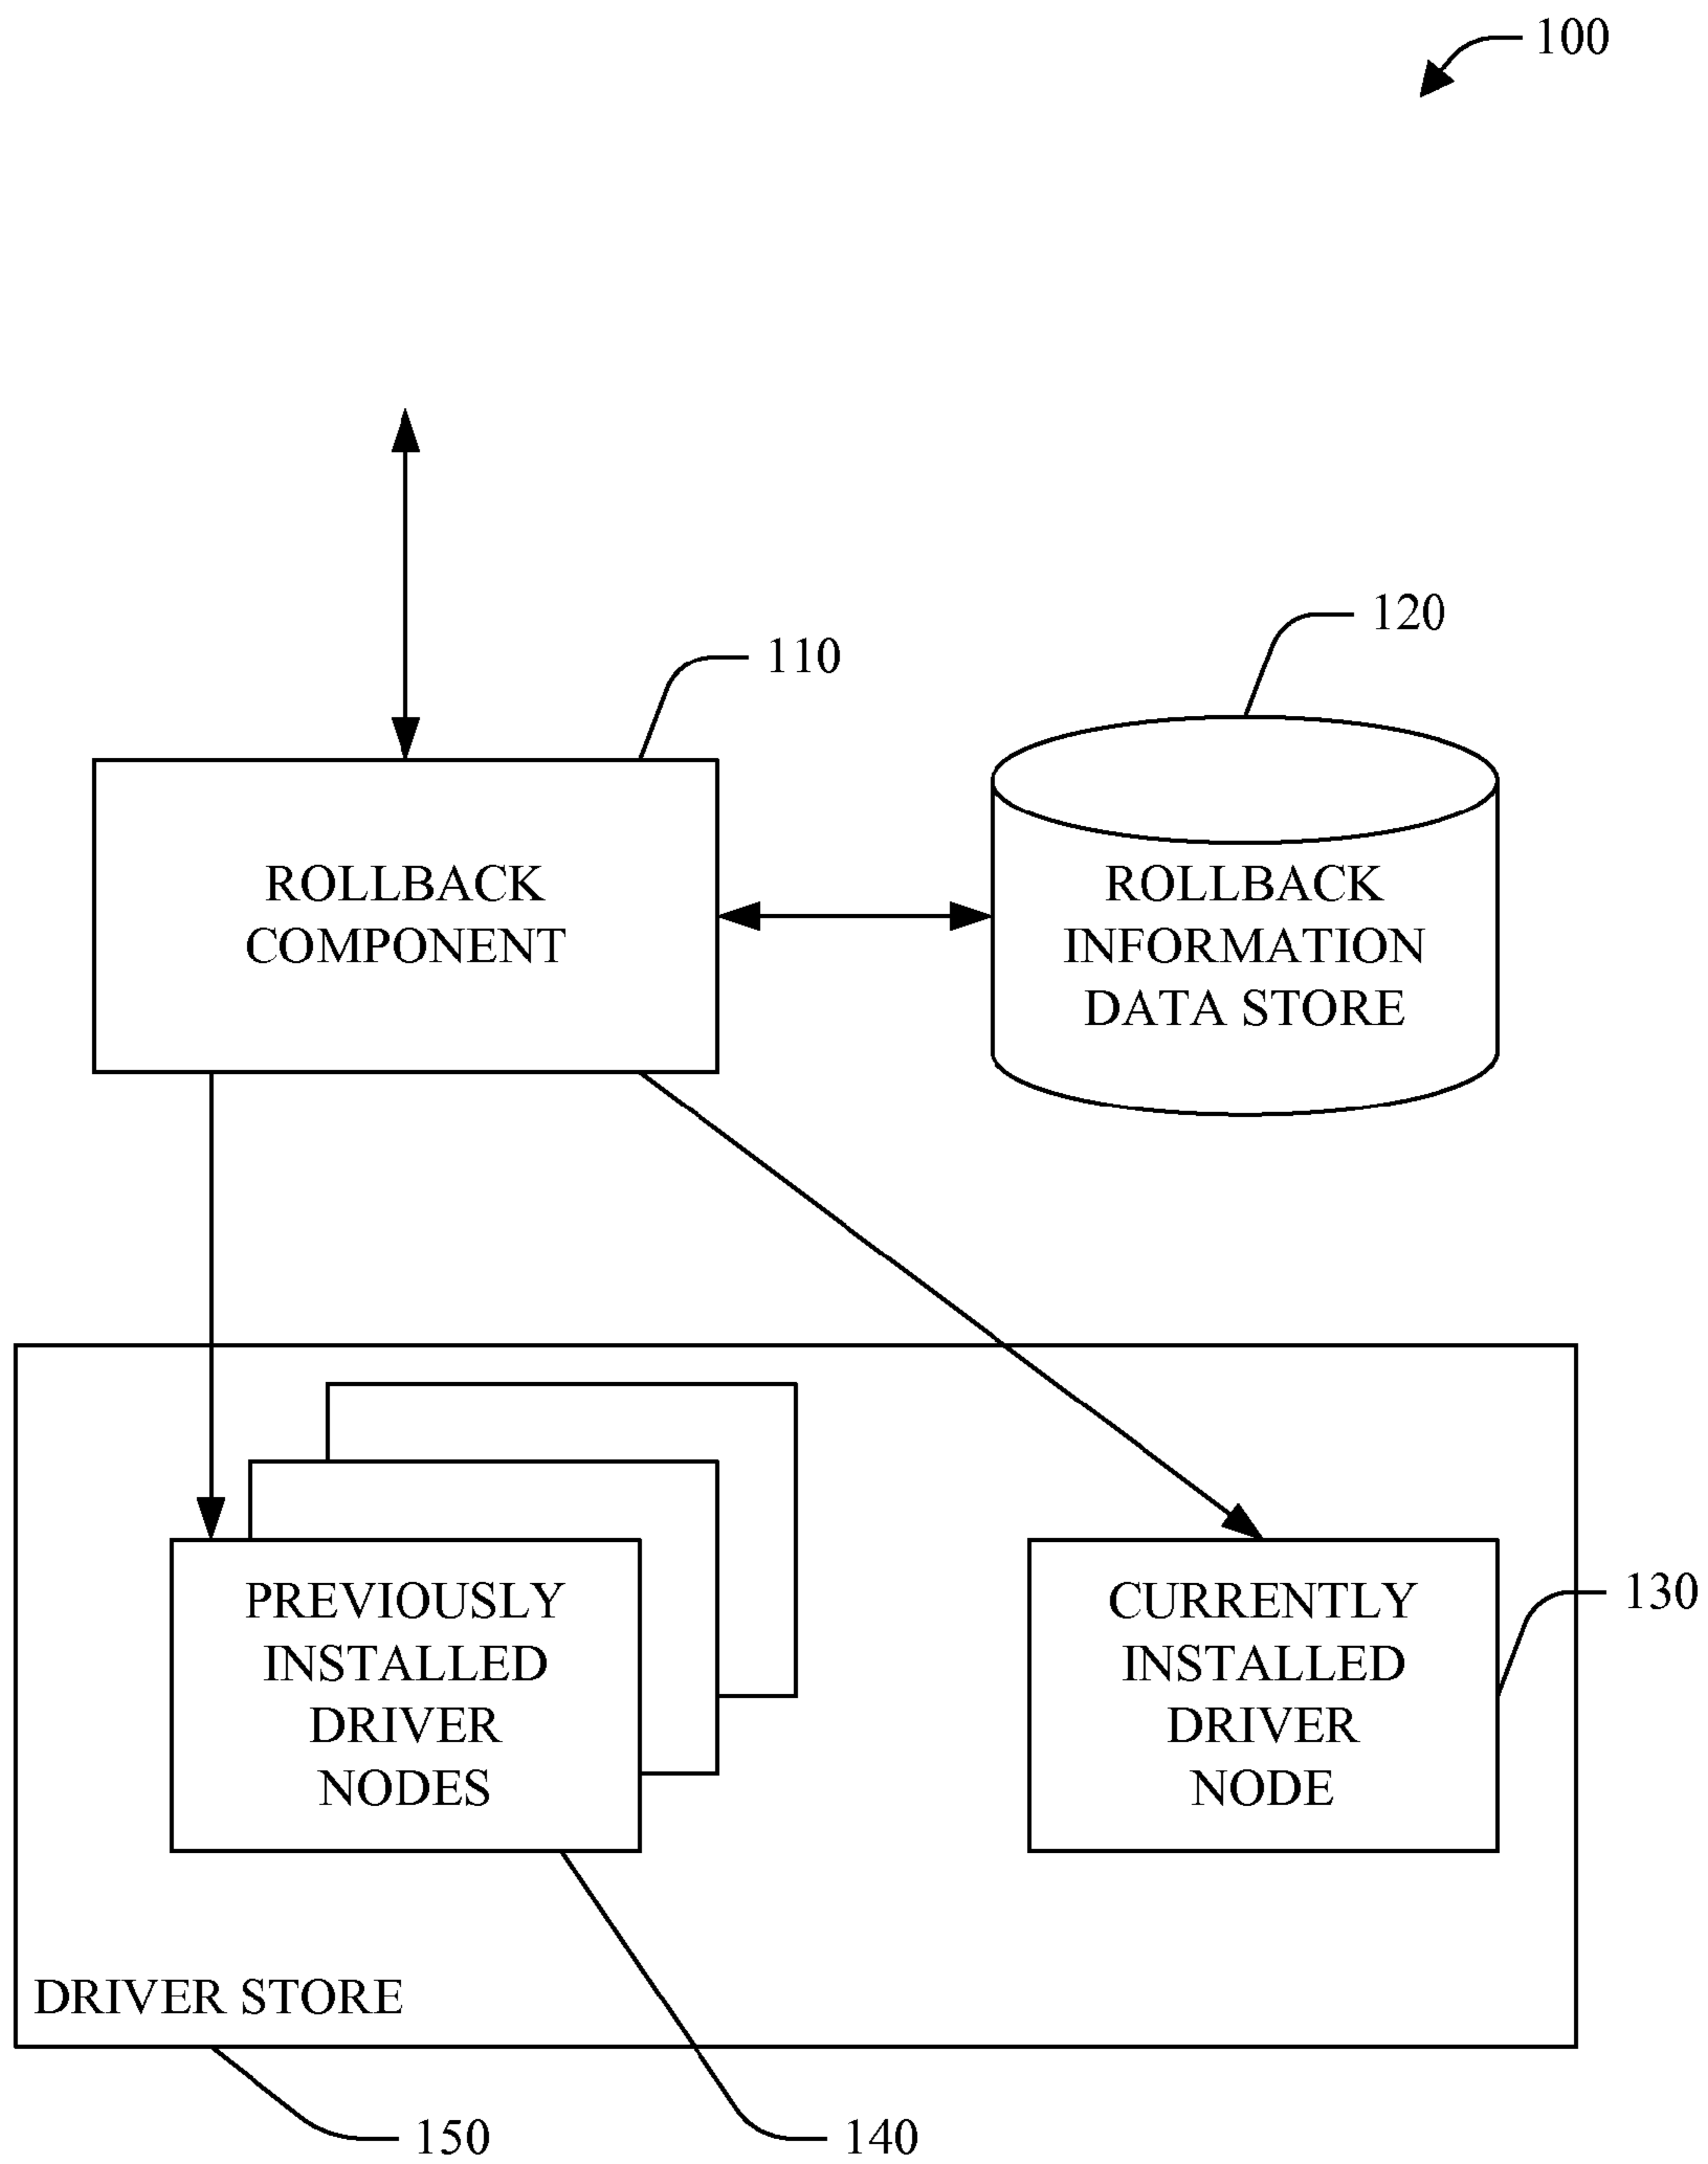 100
120
110
ROLLBACK
COMPONENT
ROLLBACK
INFORMATION
DATA STORE
PREVIOUSLY
INSTALLED
DRIVER
NODES
CURRENTLY
INSTALLED
DRIVER
NODE
130
DRIVER STORE
150
140